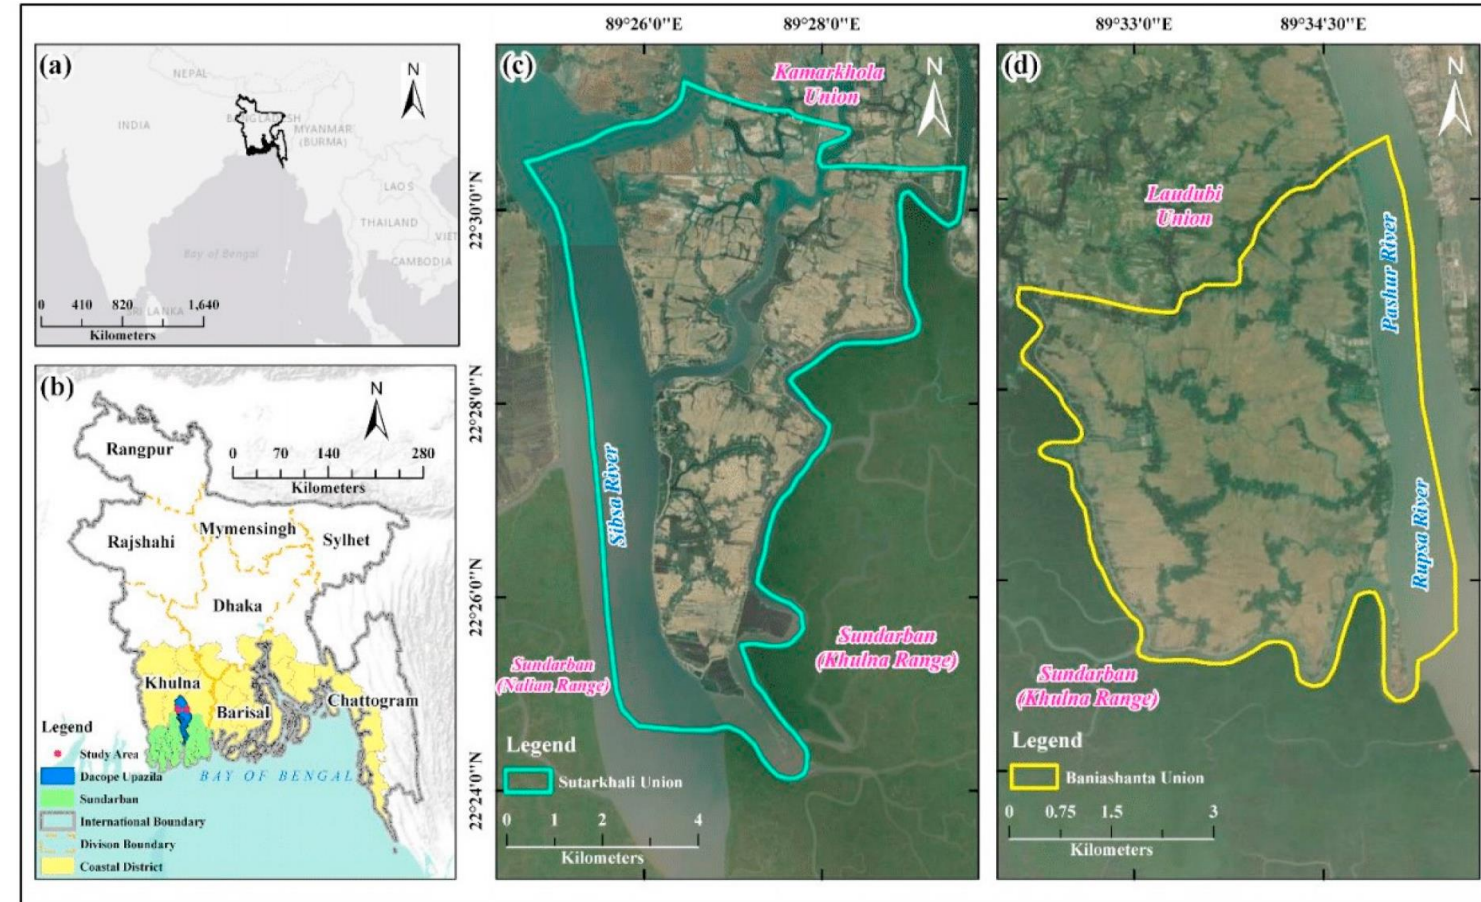 (a)
N
NEPAL
INDIA
BANGLADESH
MYANMAR
(BURMA)
LAOS
THAILAND
VIET
CAMBODIA
Bay of Bengal
SRI LANKA
0 410 820 1,640
Kilometers
(b)
N
0 70 140 280
Kilometers
Rangpur
Rajshahi
Mymensingh
Sylhet
Dhaka
Khulna
Barisal
Chattogram
BAY OF BENGAL
Legend
Study Area
Dacope Upazila
Sundarban
International Boundary
Divison Boundary
Coastal District
89°26'0"E 89°28'0"E
22°30'0"N
22°28'0"N
22°26'0"N
22°24'0"N
(c)
N
Kamarkhola
Union
Sibsa River
Sundarban
(Nalian Range)
Sundarban
(Khulna Range)
Legend
Sutarkhali Union
0 1 2 4
Kilometers
89°33'0"E 89°34'30"E
(d)
N
Laudubi
Union
Pashur River
Rupsa River
Sundarban
(Khulna Range)
Legend
Baniashanta Union
0 0.75 1.5 3
Kilometers